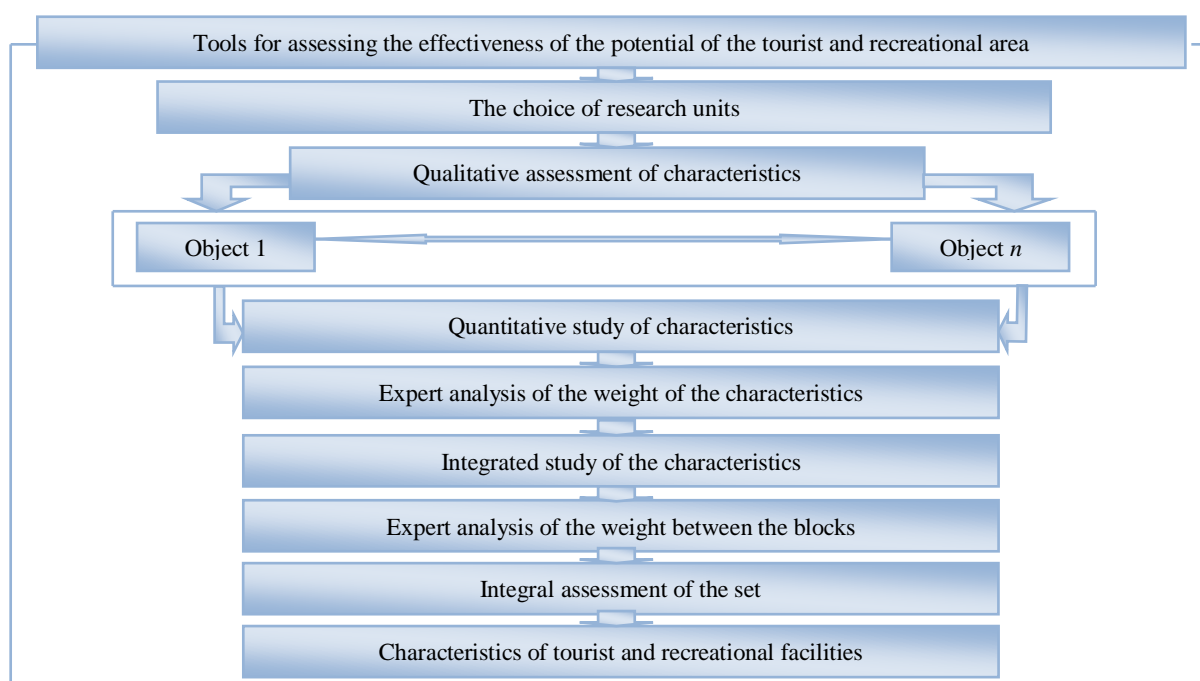 Tools for assessing the effectiveness of the potential of the tourist and recreational area
The choice of research units
Qualitative assessment of characteristics
Object 1
Object n
Quantitative study of characteristics
Expert analysis of the weight of the characteristics
Integrated study of the characteristics
Expert analysis of the weight between the blocks
Integral assessment of the set
Characteristics of tourist and recreational facilities